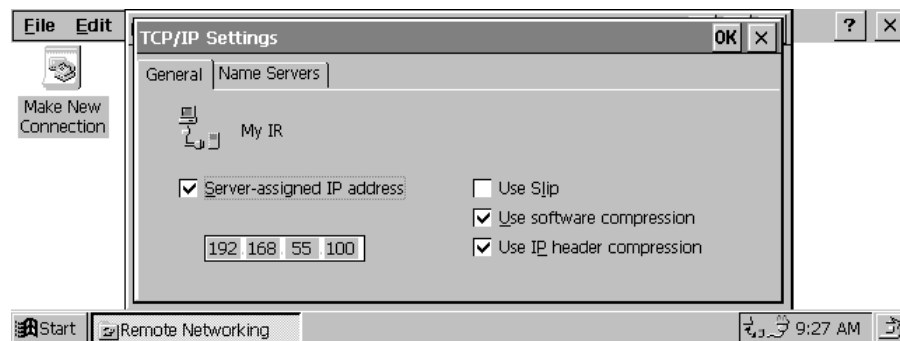 File Edit
?
×
TCP/IP Settings
OK ×
General Name Servers
Make New
Connection
My IR
Server-assigned IP address
Use Slip
Use software compression
192 168 55 100
Use IP header compression
Start
Remote Networking
9:27 AM